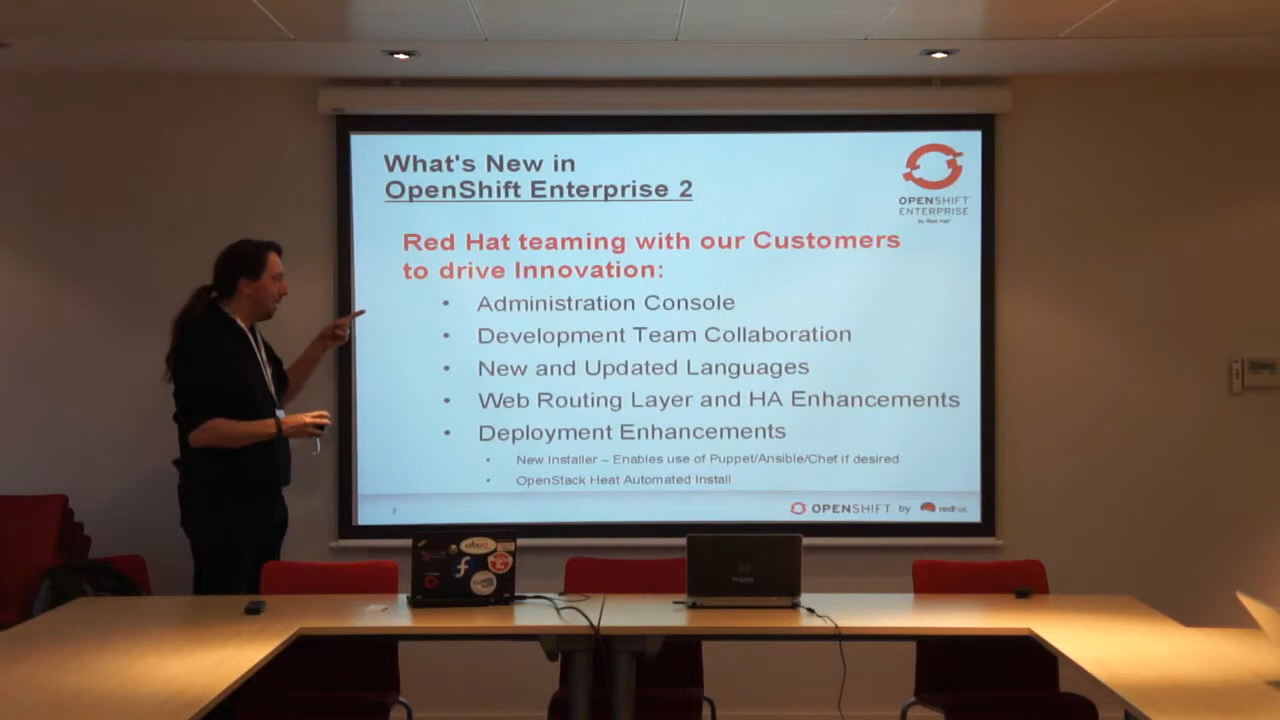 What's New in
OpenShift Enterprise 2
OPENSHIFT
ENTERPRISE
by Red Hat
Red Hat teaming with our Customers
to drive Innovation:
• Administration Console
• Development Team Collaboration
• New and Updated Languages
• Web Routing Layer and HA Enhancements
• Deployment Enhancements
• New Installer – Enables use of Puppet/Ansible/Chef if desired
• OpenStack Heat Automated Install
OPENSHIFT by redhat